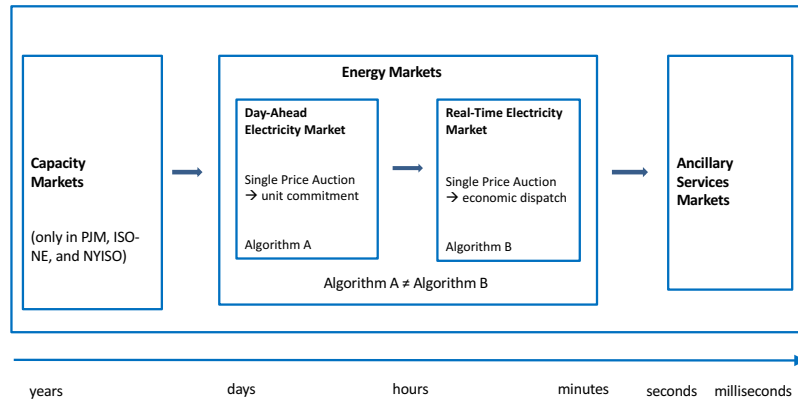 Capacity
Markets
(only in PJM, ISO-
NE, and NYISO)
Energy Markets
Day-Ahead
Electricity Market
Single Price Auction
→ unit commitment
Algorithm A
Real-Time Electricity
Market
Single Price Auction
→ economic dispatch
Algorithm B
Algorithm A ≠ Algorithm B
Ancillary
Services
Markets
years
days
hours
minutes
seconds
milliseconds